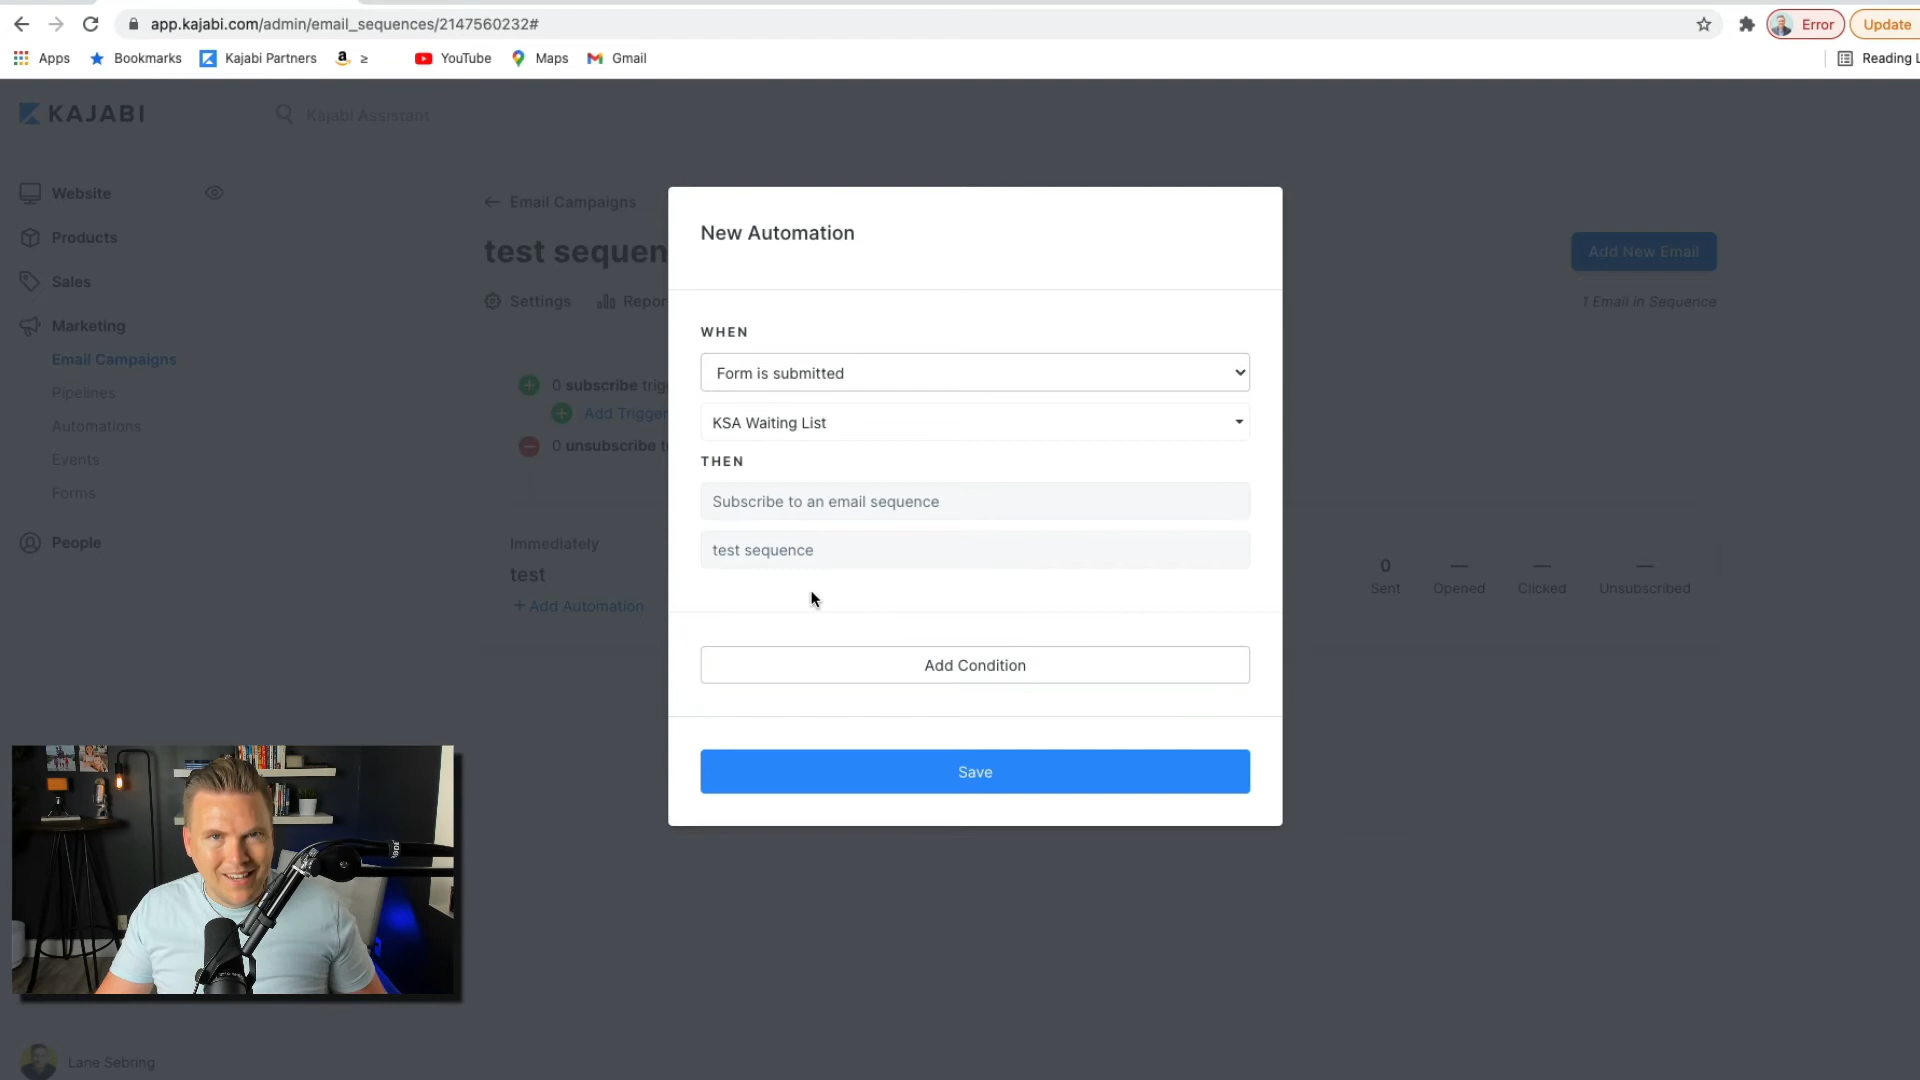 app.kajabi.com/admin/email_sequences/2147560232#
Error
Update
Apps
Bookmarks
Kajabi Partners
≥
YouTube
Maps
Gmail
Reading L
KAJABI
Kajabi Assistant
Website
Products
Sales
Marketing
Email Campaigns
Pipelines
Automations
Events
Forms
People
Lane Sebring
Email Campaigns
test sequen
Settings
Repor
Add New Email
1 Email in Sequence
0 subscribe trig
Add Trigger
0 unsubscribe t
Immediately
test
+ Add Automation
0
Sent
—
Opened
—
Clicked
—
Unsubscribed
New Automation
WHEN
Form is submitted
KSA Waiting List
THEN
Subscribe to an email sequence
test sequence
Add Condition
Save